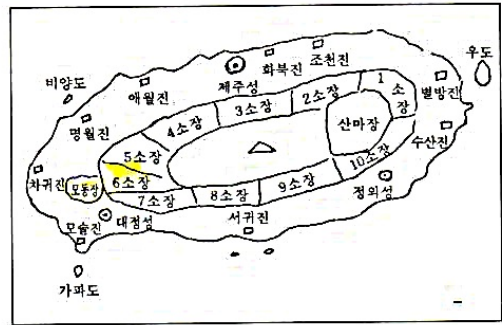 조천진
화북진
우도
비양도
제주성
애월진
1소장
별방진
2소장
3소장
명월진
4소장
산마장
수산진
5소장
10소장
차귀진
6소장
모동장
9소장
정의성
7소장
8소장
모슬진
대정성
서귀진
가파도